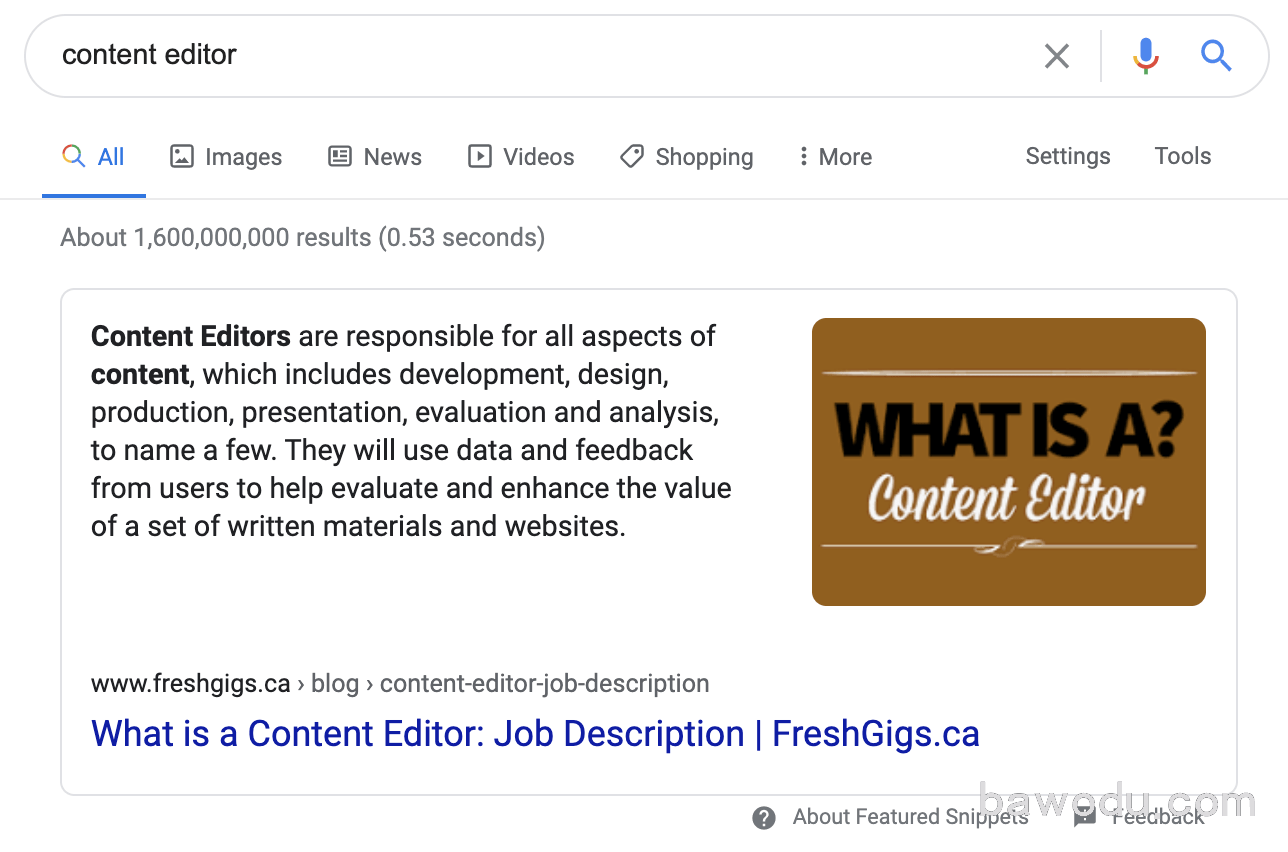 content editor
All Images News Videos Shopping More Settings Tools
About 1,600,000,000 results (0.53 seconds)
Content Editors are responsible for all aspects of
content, which includes development, design,
production, presentation, evaluation and analysis,
to name a few. They will use data and feedback
from users to help evaluate and enhance the value
of a set of written materials and websites.
WHAT IS A?
Content Editor
www.freshgigs.ca › blog › content-editor-job-description
What is a Content Editor: Job Description | FreshGigs.ca
About Featured Snippets Feedback
bawodu.com